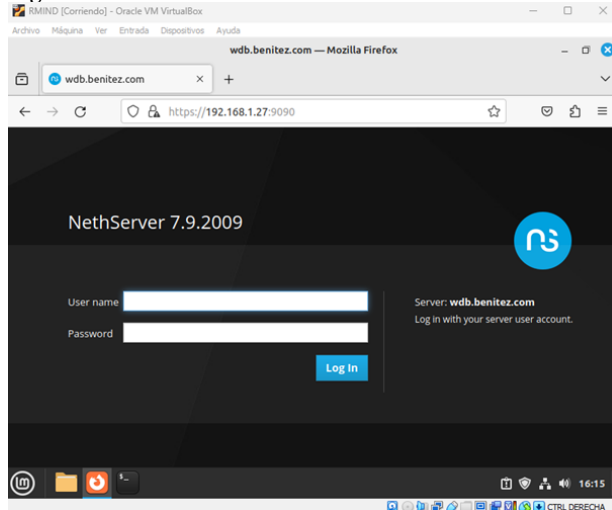 RMIND [Corriendo] - Oracle VM VirtualBox
Archivo Máquina Ver Entrada Dispositivos Ayuda
wdb.benitez.com — Mozilla Firefox
wdb.benitez.com
https://192.168.1.27:9090
NethServer 7.9.2009
ns
User name
Server: wdb.benitez.com
Log in with your server user account.
Password
Log In
16:15
CTRL DERECHA